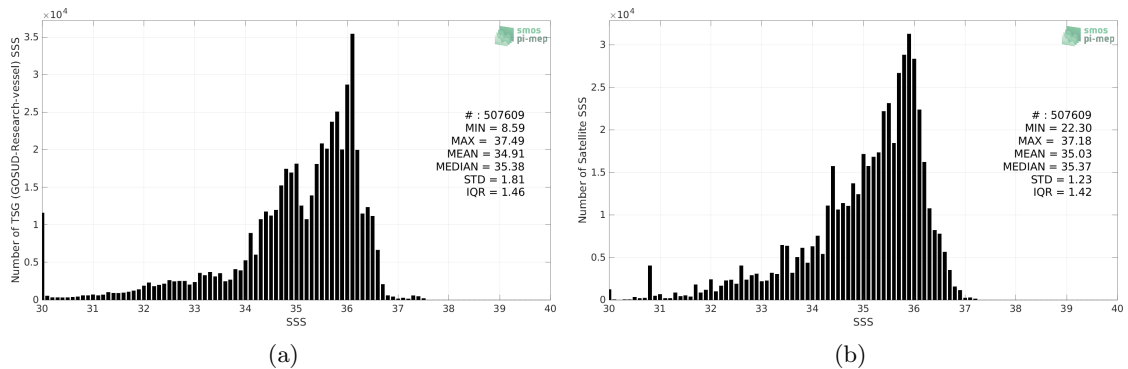 ×10⁴
3.5
3
2.5
2
1.5
1
0.5
0
30 31 32 33 34 35 36 37 38 39 40
SSS
Number of TSG (GOSUD-Research-vessel) SSS
smos
pi-mep
# : 507609
MIN = 8.59
MAX = 37.49
MEAN = 34.91
MEDIAN = 35.38
STD = 1.81
IQR = 1.46
(a)
×10⁴
3
2.5
2
1.5
1
0.5
0
30 31 32 33 34 35 36 37 38 39 40
SSS
Number of Satellite SSS
smos
pi-mep
# : 507609
MIN = 22.30
MAX = 37.18
MEAN = 35.03
MEDIAN = 35.37
STD = 1.23
IQR = 1.42
(b)